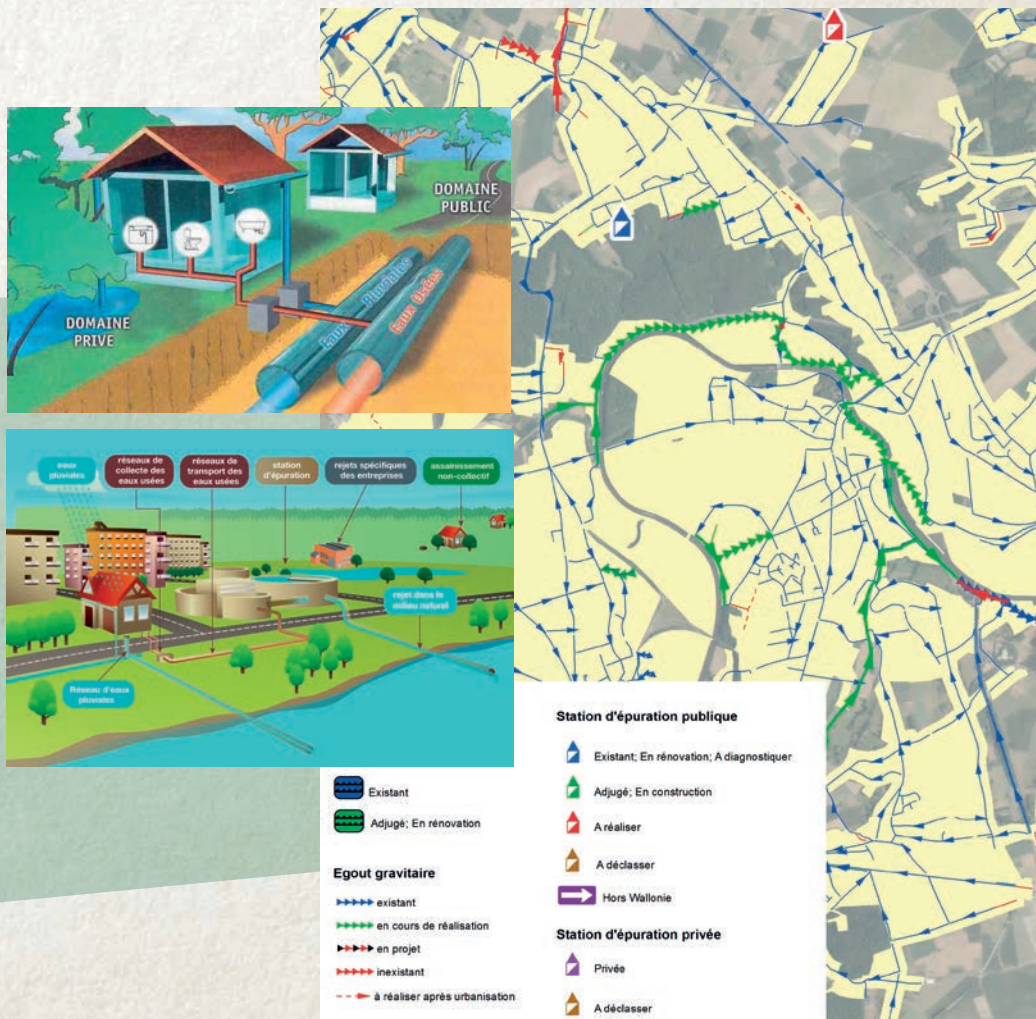 DOMAINE
PUBLIC
DOMAINE
PRIVE
Eaux Pluviales
Eaux Usées
eaux
pluviales
réseaux de
collecte des
eaux usées
réseaux de
transport des
eaux usées
station
d'épuration
rejets spécifiques
des entreprises
assainissement
non-collectif
rejet dans le
milieu naturel
Réseau d'eaux
pluviales
Existant
Adjugé; En rénovation
Egout gravitaire
existant
en cours de réalisation
en projet
inexistant
à réaliser après urbanisation
Station d'épuration publique
Existant; En rénovation; A diagnostiquer
Adjugé; En construction
A réaliser
A déclasser
Hors Wallonie
Station d'épuration privée
Privée
A déclasser